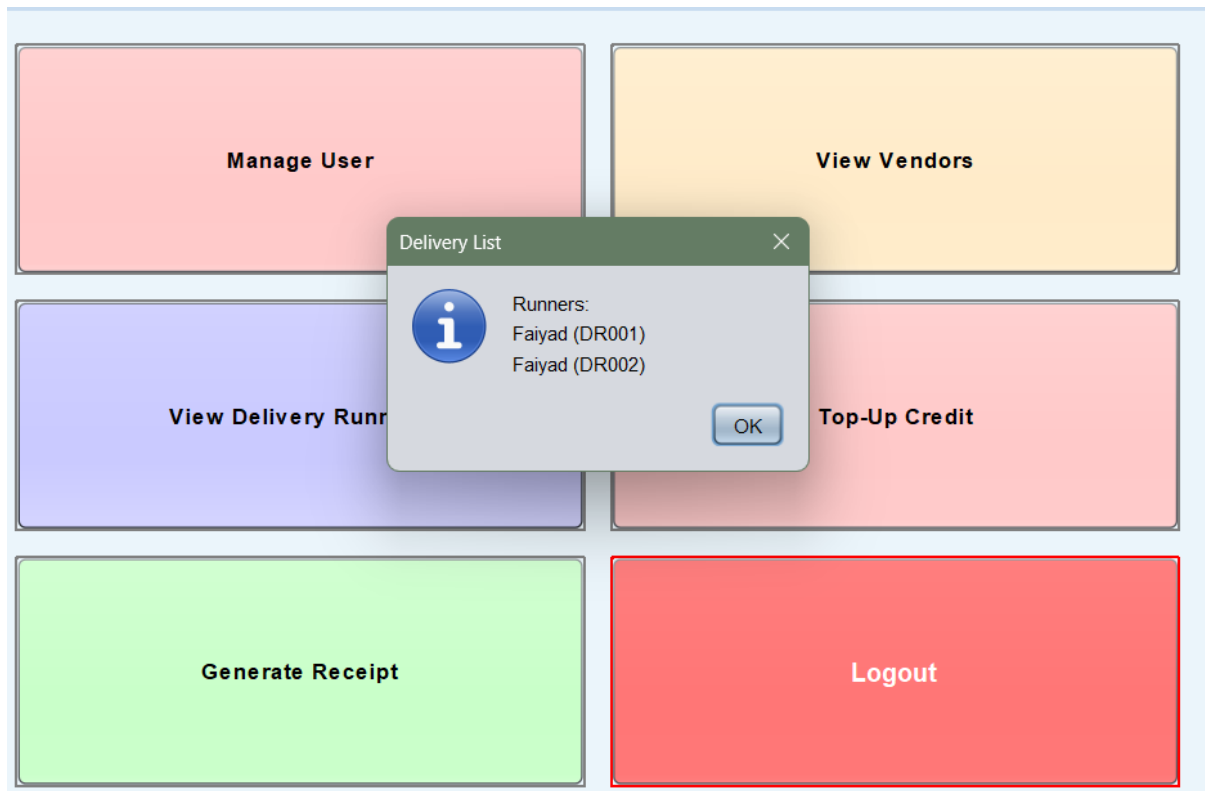 Manage User
View Vendors
Delivery List
Runners:
Faiyad (DR001)
Faiyad (DR002)
OK
View Delivery Runr
Top-Up Credit
Generate Receipt
Logout